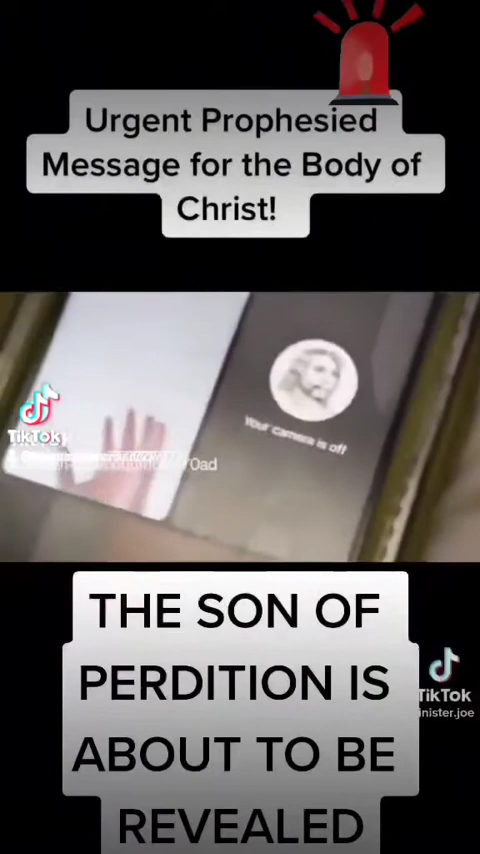 Urgent Prophesied
Message for the Body of
Christ!
Your camera is off
TikTok
THE SON OF
PERDITION IS
ABOUT TO BE
REVEALED
TikTok
inister.joe